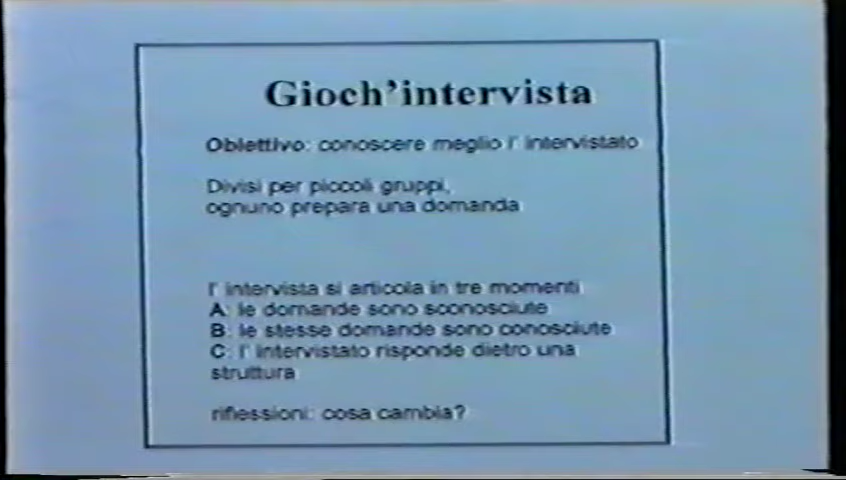 Gioch'intervista
Obiettivo: conoscere meglio l' intervistato
Divisi per piccoli gruppi,
ognuno prepara una domanda
l' intervista si articola in tre momenti
A: le domande sono sconosciute
B: le stesse domande sono conosciute
C: l' intervistato risponde dietro una
struttura
riflessioni: cosa cambia?